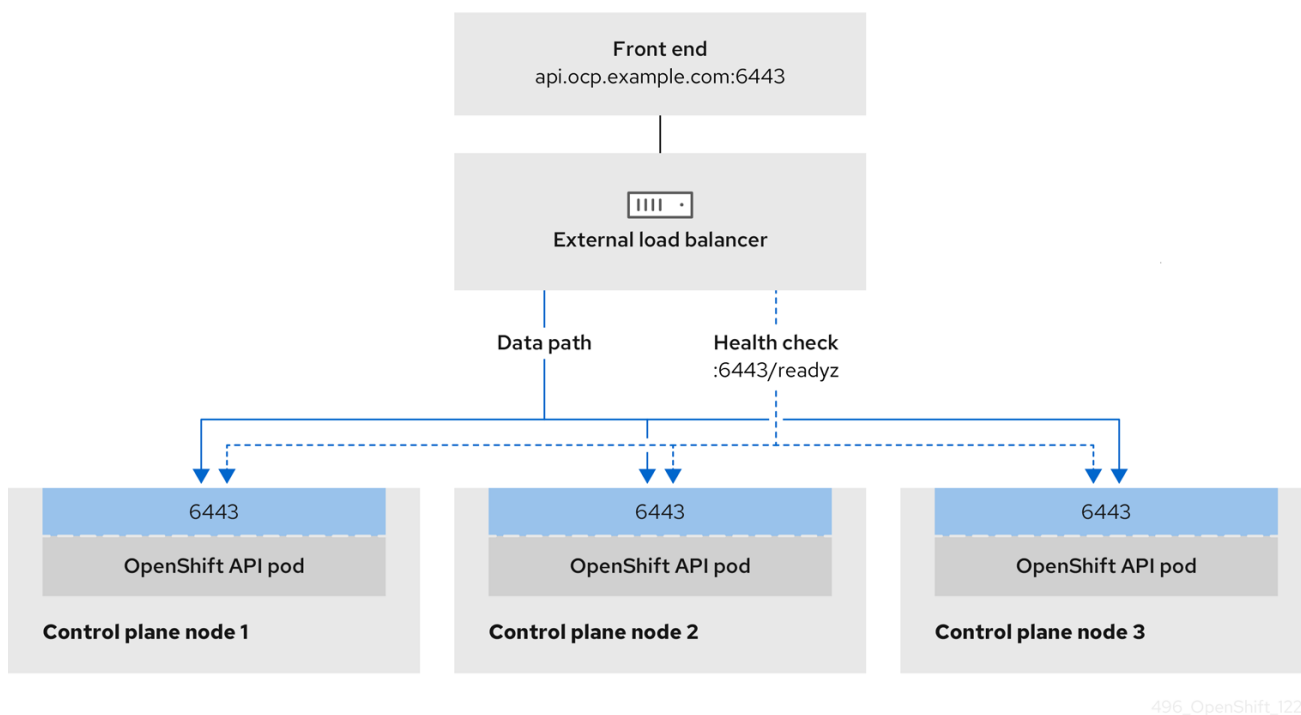 Front end
api.ocp.example.com:6443
External load balancer
Data path
Health check
:6443/readyz
6443
6443
6443
OpenShift API pod
OpenShift API pod
OpenShift API pod
Control plane node 1
Control plane node 2
Control plane node 3
496_OpenShift_122